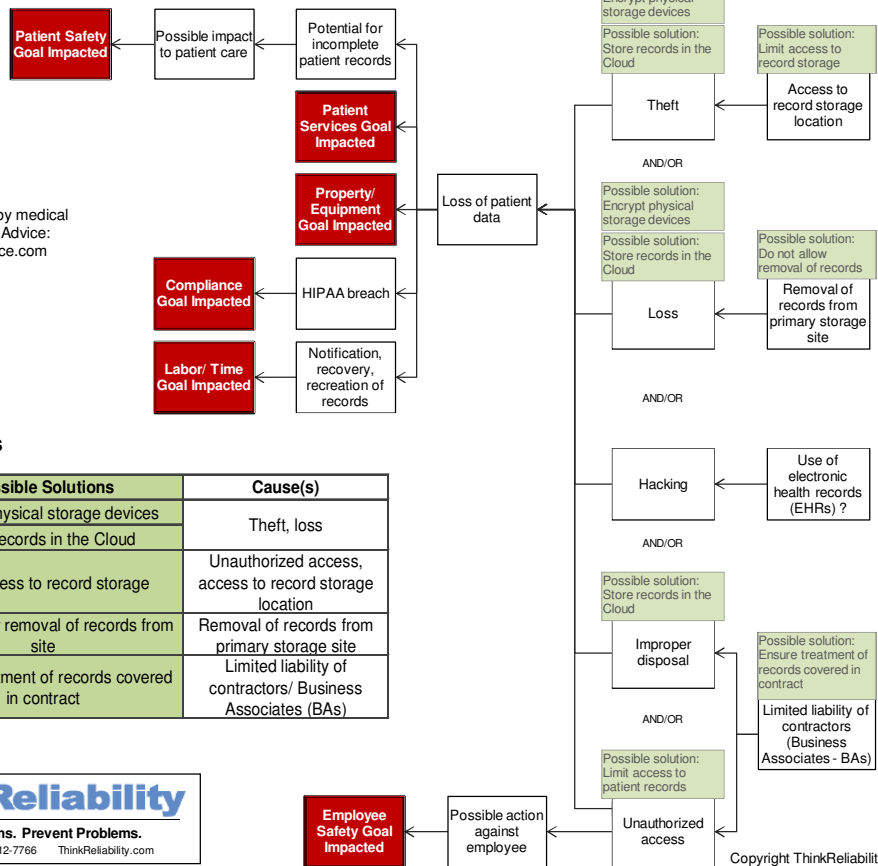 Encrypt physical
storage devices
Possible solution:
Store records in the
Cloud
Possible solution:
Limit access to
record storage
Patient Safety
Goal Impacted
Possible impact
to patient care
Potential for
incomplete
patient records
Theft
Access to
record storage
location
Patient
Services Goal
Impacted
AND/OR
Property/
Equipment
Goal Impacted
Loss of patient
data
Possible solution:
Encrypt physical
storage devices
Possible solution:
Store records in the
Cloud
Possible solution:
Do not allow
removal of records
by medical
Advice:
ce.com
Compliance
Goal Impacted
HIPAA breach
Loss
Removal of
records from
primary storage
site
Labor/ Time
Goal Impacted
Notification,
recovery,
recreation of
records
AND/OR
s
Hacking
Use of
electronic
health records
(EHRs) ?
AND/OR
ssible Solutions
Cause(s)
hysical storage devices
ecords in the Cloud
Theft, loss
ess to record storage
Unauthorized access,
access to record storage
location
removal of records from
site
Removal of records from
primary storage site
tment of records covered
in contract
Limited liability of
contractors/ Business
Associates (BAs)
Possible solution:
Store records in the
Cloud
Improper
disposal
Possible solution:
Ensure treatment of
records covered in
contract
Limited liability of
contractors
(Business
Associates - BAs)
AND/OR
Possible solution:
Limit access to
patient records
Unauthorized
access
Possible action
against
employee
Employee
Safety Goal
Impacted
Reliability
ms. Prevent Problems.
12-7766 ThinkReliability.com
Copyright ThinkReliabilit